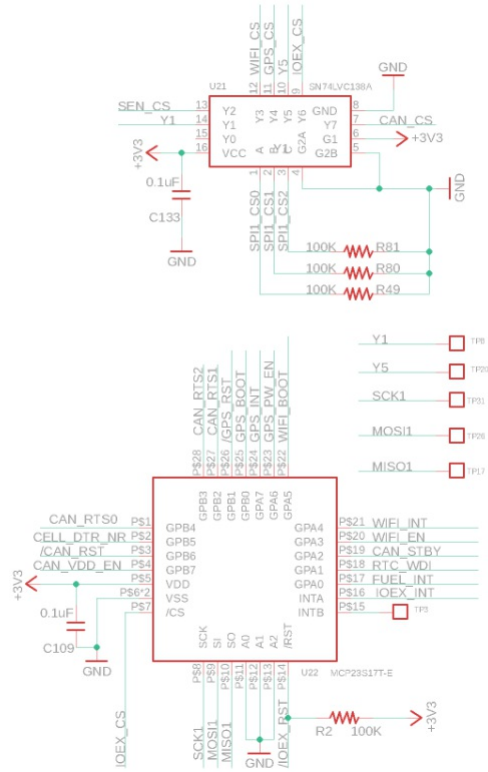 WIFI_CS
GPS_CS
Y5
IOEX_CS
12
11
10
9
U21
SN74LVC138A
GND
SEN_CS 13 Y2 Y3 Y4 Y5 Y6 GND 8
Y1 14 Y1 Y7 7 CAN_CS
15 Y0 G1 6 +3V3
+3V3 16 VCC A B C G2A G2B 5
1
2
3
4
0.1uF
C133
GND
SPI1_CS0
SPI1_CS1
SPI1_CS2
GND
100K R81
100K R80
100K R49
Y1 TP8
Y5
SCK1 TP31
MOSI1
MISO1 TP17
CAN_RTS2
CAN_RTS1
/GPS_RST
GPS_BOOT
GPS_INT
GPS_PW_EN
WIFI_BOOT
P$28
P$27
P$26
P$25
P$24
P$23
P$22
GPB3
GPB2
GPB1
GPB0
GPA7
GPA6
GPA5
CAN_RTS0 P$1 GPB4 GPA4 P$21 WIFI_INT
CELL_DTR_NR P$2 GPB5 GPA3 P$20 WIFI_EN
/CAN_RST P$3 GPB6 GPA2 P$19 CAN_STBY
CAN_VDD_EN P$4 GPB7 GPA1 P$18 RTC_WDI
+3V3 P$5 VDD GPA0 P$17 FUEL_INT
P$6*2 VSS INTA P$16 IOEX_INT
P$7 /CS INTB P$15 TP3
0.1uF
C109
GND
SCK
SI
SO
A0
A1
A2
/RST
U22 MCP23S17T-E
P$8
P$9
P$10
P$11
P$12
P$13
P$14
IOEX_CS
SCK1
MOSI1
MISO1
GND
/IOEX_RST
R2 100K
+3V3